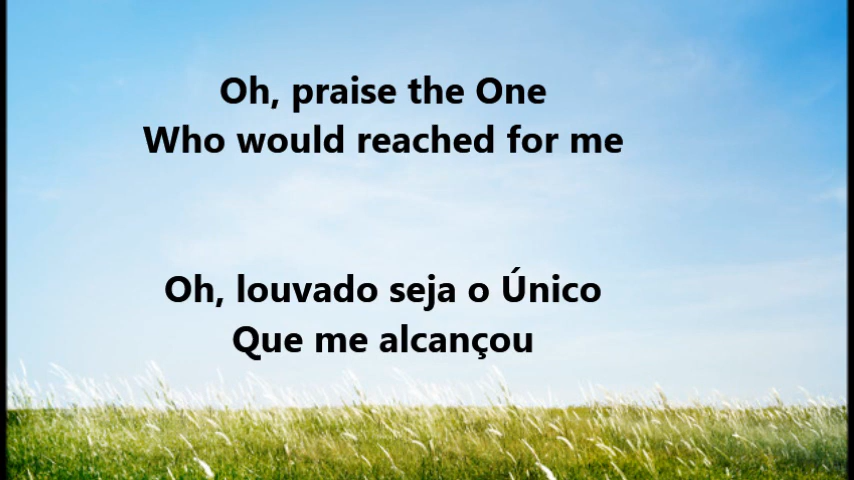 Oh, praise the One
Who would reached for me
Oh, louvado seja o Único
Que me alcançou